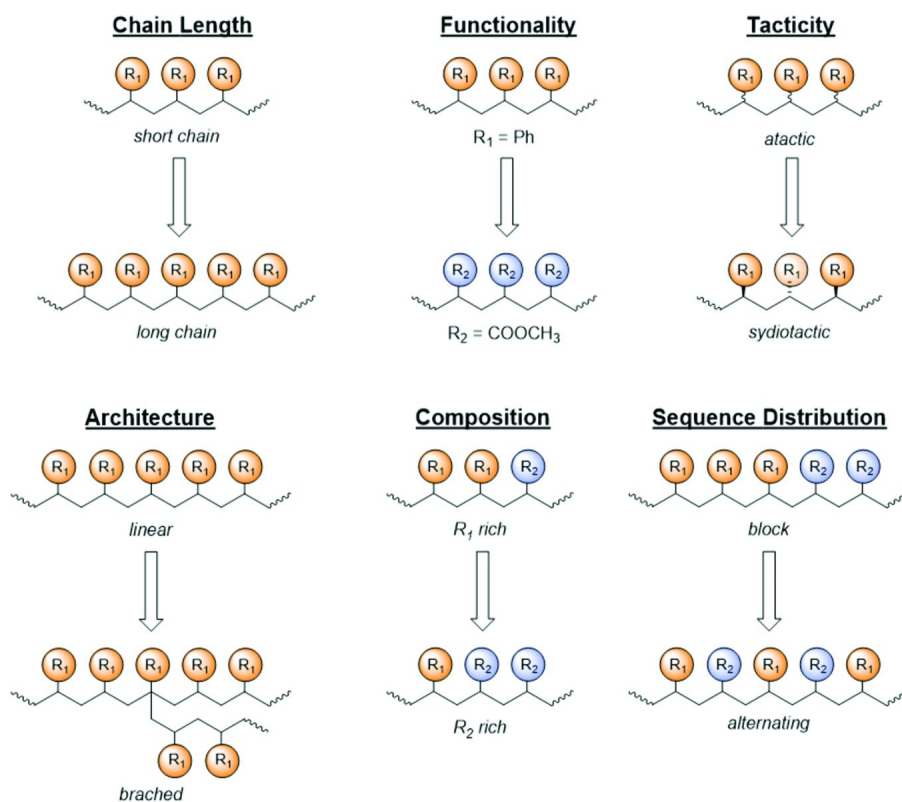 Chain Length Functionality Tacticity
R₁ R₁ R₁ R₁ R₁ R₁ R₁ R₁ R₁
short chain R₁ = Ph atactic
R₁ R₁ R₁ R₁ R₁ R₂ R₂ R₂ R₁ R₁ R₁
long chain R₂ = COOCH₃ sydiotactic
Architecture Composition Sequence Distribution
R₁ R₁ R₁ R₁ R₁ R₁ R₁ R₂ R₁ R₁ R₁ R₂ R₂
linear R₁ rich block
R₁ R₁ R₁ R₁ R₁ R₁ R₂ R₂ R₁ R₂ R₁ R₂ R₁
R₂ rich alternating
R₁ R₁
brached